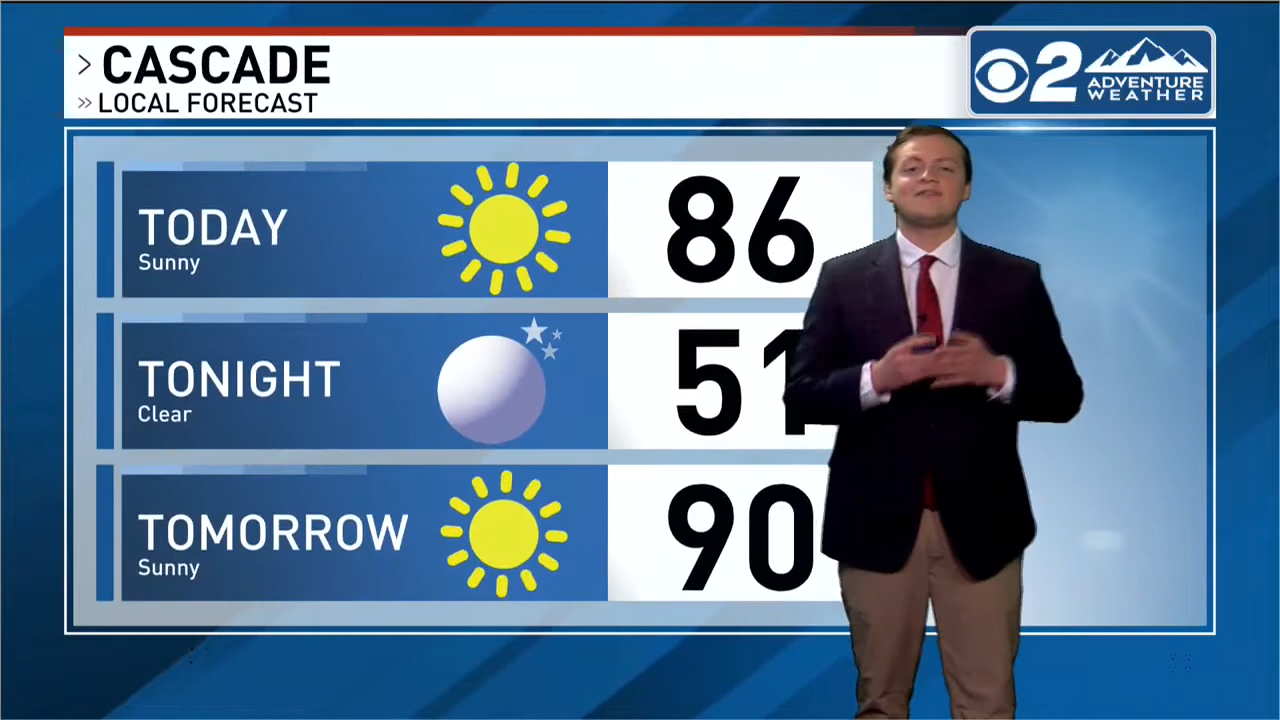 > CASCADE
» LOCAL FORECAST
2 ADVENTURE
WEATHER
TODAY
Sunny
86
TONIGHT
Clear
51
TOMORROW
Sunny
90